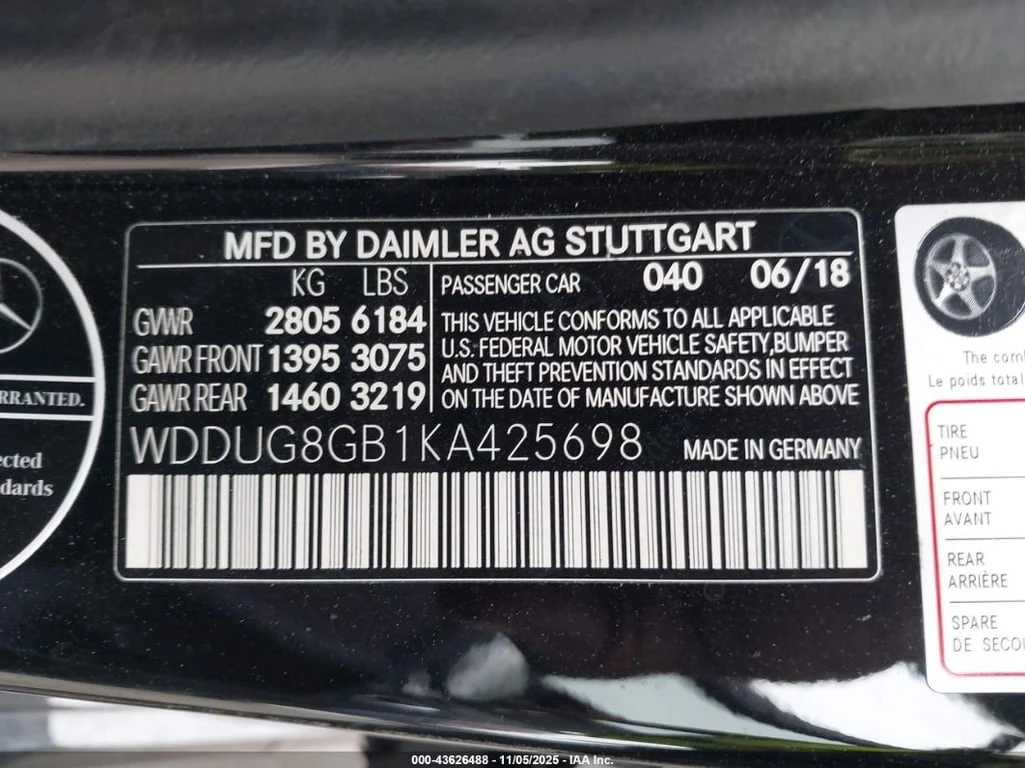 MFD BY DAIMLER AG STUTTGART
KG LBS
GVWR 2805 6184
GAWR FRONT 1395 3075
GAWR REAR 1460 3219
PASSENGER CAR 040 06/18
THIS VEHICLE CONFORMS TO ALL APPLICABLE
U.S. FEDERAL MOTOR VEHICLE SAFETY,BUMPER
AND THEFT PREVENTION STANDARDS IN EFFECT
ON THE DATE OF MANUFACTURE SHOWN ABOVE
WDDUG8GB1KA425698 MADE IN GERMANY
RRANTED.
ected
dards
The com
Le poids total
TIRE
PNEU
FRONT
AVANT
REAR
ARRIÈRE
SPARE
DE SECO
000-43626488 - 11/05/2025 - IAA Inc.